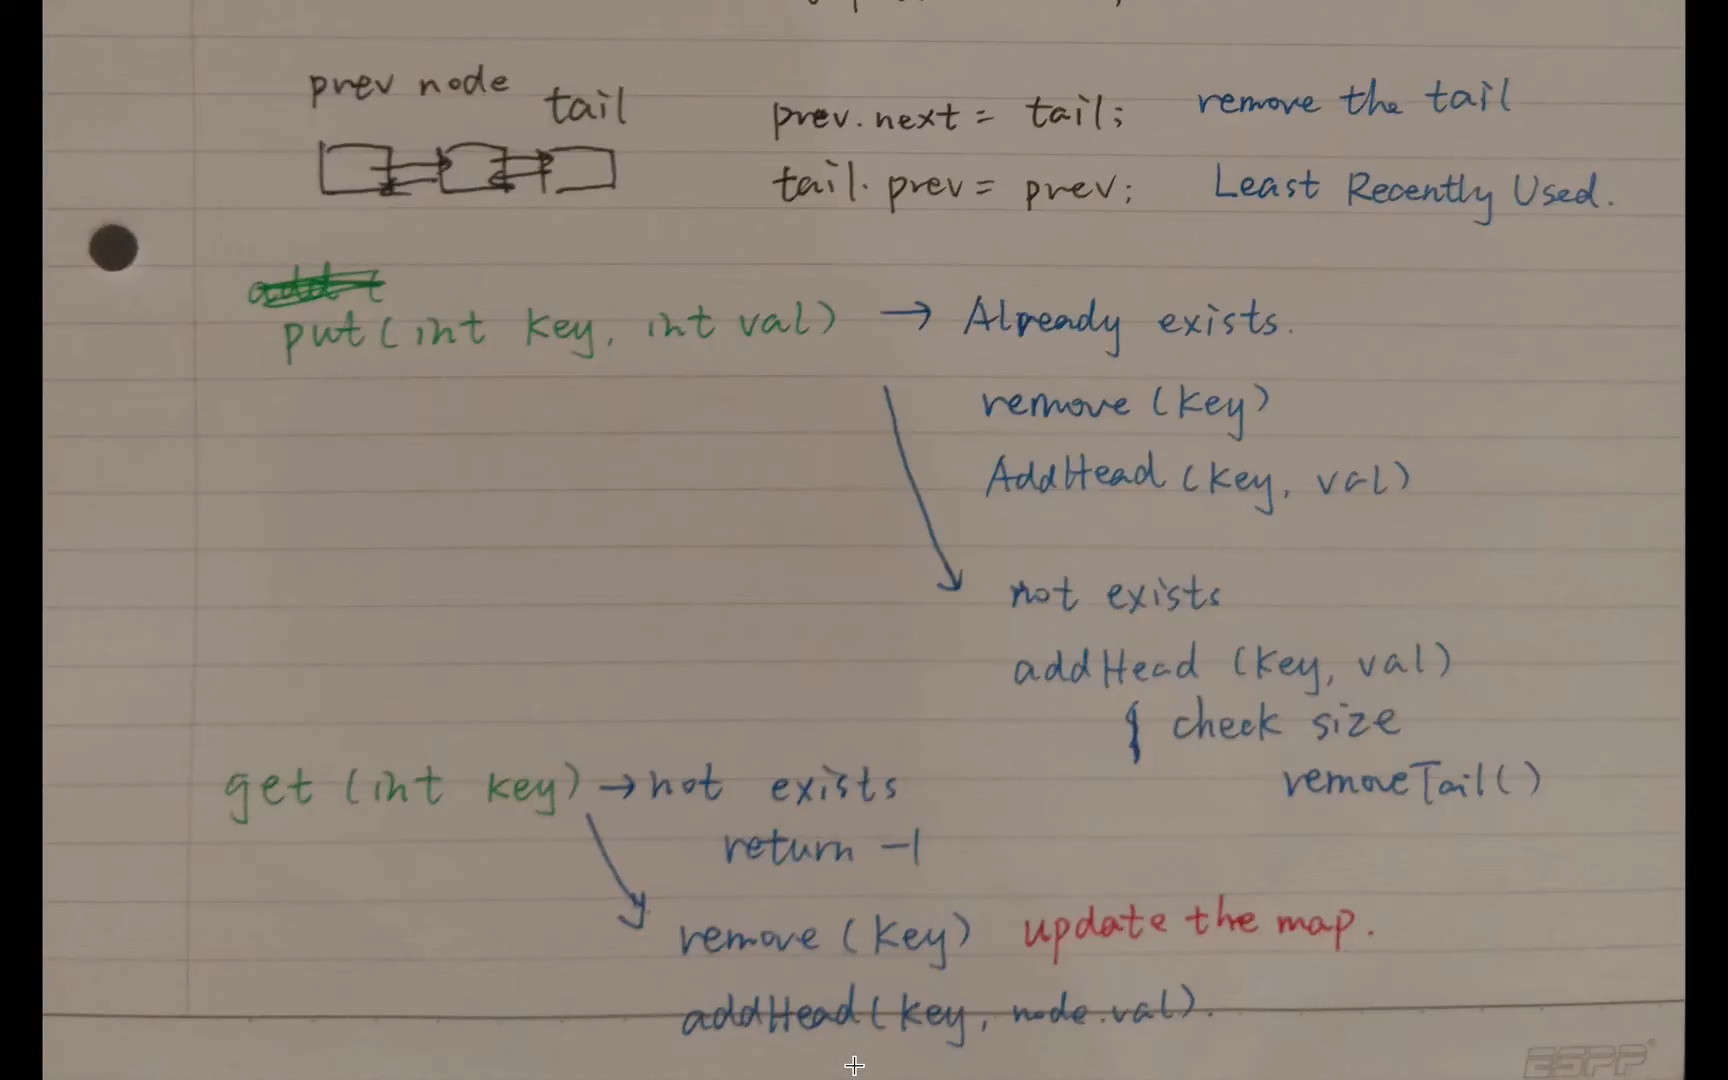 prev node
tail
prev.next = tail;
remove the tail
tail.prev = prev;
Least Recently Used.
put(int key, int val) → Already exists.
remove (key)
AddHead (key, val)
not exists
addHead (key, val)
{ check size
removeTail()
get (int key) → not exists
return -1
remove (key) update the map.
addHead (key, node.val).
ESPP